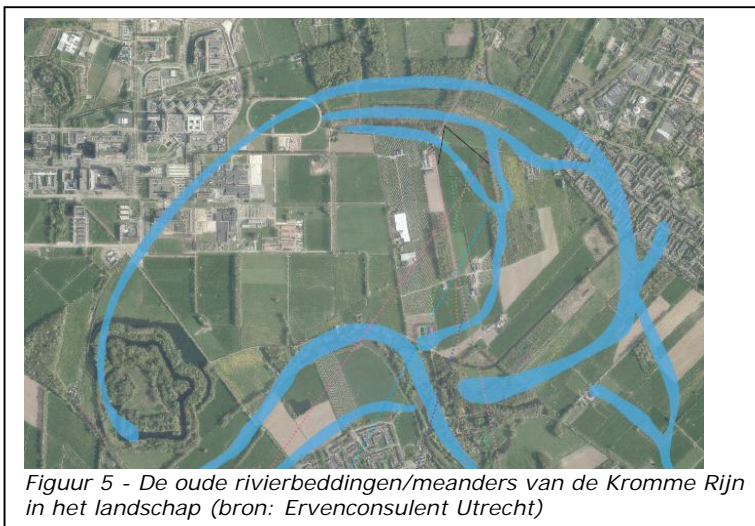 Figuur 5 - De oude rivierbeddingen/meanders van de Kromme Rijn
in het landschap (bron: Ervenconsulent Utrecht)